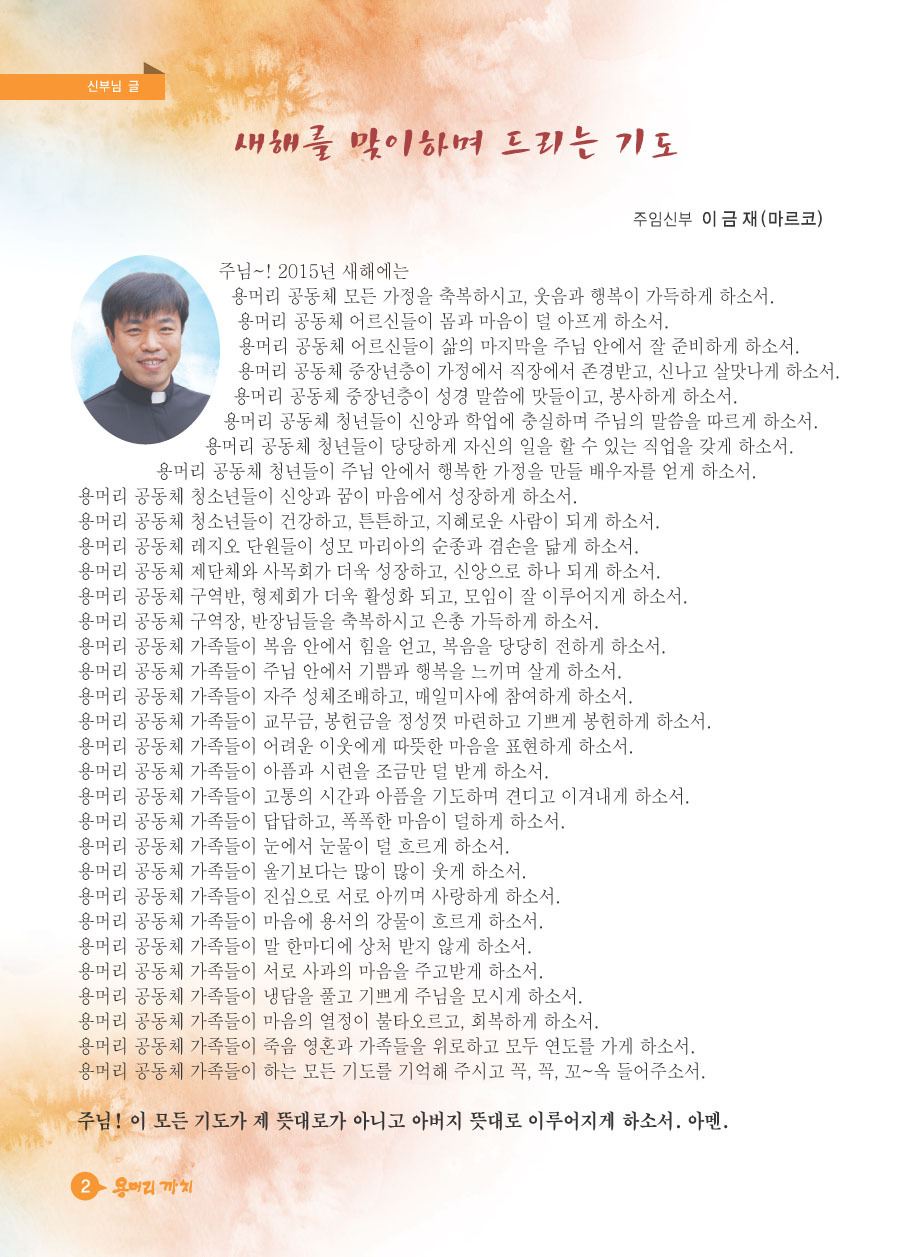 신부님 글
새해를 맞이하며 드리는 기도
주임신부 이 금 재(마르코)
주님~! 2015년 새해에는
용머리 공동체 모든 가정을 축복하시고, 웃음과 행복이 가득하게 하소서.
용머리 공동체 어르신들이 몸과 마음이 덜 아프게 하소서.
용머리 공동체 어르신들이 삶의 마지막을 주님 안에서 잘 준비하게 하소서.
용머리 공동체 중장년층이 가정에서 직장에서 존경받고, 신나고 살맛나게 하소서.
용머리 공동체 중장년층이 성경 말씀에 맛들이고, 봉사하게 하소서.
용머리 공동체 청년들이 신앙과 학업에 충실하며 주님의 말씀을 따르게 하소서.
용머리 공동체 청년들이 당당하게 자신의 일을 할 수 있는 직업을 갖게 하소서.
용머리 공동체 청년들이 주님 안에서 행복한 가정을 만들 배우자를 얻게 하소서.
용머리 공동체 청소년들이 신앙과 꿈이 마음에서 성장하게 하소서.
용머리 공동체 청소년들이 건강하고, 튼튼하고, 지혜로운 사람이 되게 하소서.
용머리 공동체 레지오 단원들이 성모 마리아의 순종과 겸손을 닮게 하소서.
용머리 공동체 제단체와 사목회가 더욱 성장하고, 신앙으로 하나 되게 하소서.
용머리 공동체 구역반, 형제회가 더욱 활성화 되고, 모임이 잘 이루어지게 하소서.
용머리 공동체 구역장, 반장님들을 축복하시고 은총 가득하게 하소서.
용머리 공동체 가족들이 복음 안에서 힘을 얻고, 복음을 당당히 전하게 하소서.
용머리 공동체 가족들이 주님 안에서 기쁨과 행복을 느끼며 살게 하소서.
용머리 공동체 가족들이 자주 성체조배하고, 매일미사에 참여하게 하소서.
용머리 공동체 가족들이 교무금, 봉헌금을 정성껏 마련하고 기쁘게 봉헌하게 하소서.
용머리 공동체 가족들이 어려운 이웃에게 따뜻한 마음을 표현하게 하소서.
용머리 공동체 가족들이 아픔과 시련을 조금만 덜 받게 하소서.
용머리 공동체 가족들이 고통의 시간과 아픔을 기도하며 견디고 이겨내게 하소서.
용머리 공동체 가족들이 답답하고, 폭폭한 마음이 덜하게 하소서.
용머리 공동체 가족들이 눈에서 눈물이 덜 흐르게 하소서.
용머리 공동체 가족들이 울기보다는 많이 많이 웃게 하소서.
용머리 공동체 가족들이 진심으로 서로 아끼며 사랑하게 하소서.
용머리 공동체 가족들이 마음에 용서의 강물이 흐르게 하소서.
용머리 공동체 가족들이 말 한마디에 상처 받지 않게 하소서.
용머리 공동체 가족들이 서로 사과의 마음을 주고받게 하소서.
용머리 공동체 가족들이 냉담을 풀고 기쁘게 주님을 모시게 하소서.
용머리 공동체 가족들이 마음의 열정이 불타오르고, 회복하게 하소서.
용머리 공동체 가족들이 죽음 영혼과 가족들을 위로하고 모두 연도를 가게 하소서.
용머리 공동체 가족들이 하는 모든 기도를 기억해 주시고 꼭, 꼭, 꼬~옥 들어주소서.
주님! 이 모든 기도가 제 뜻대로가 아니고 아버지 뜻대로 이루어지게 하소서. 아멘.
2 용머리 까치